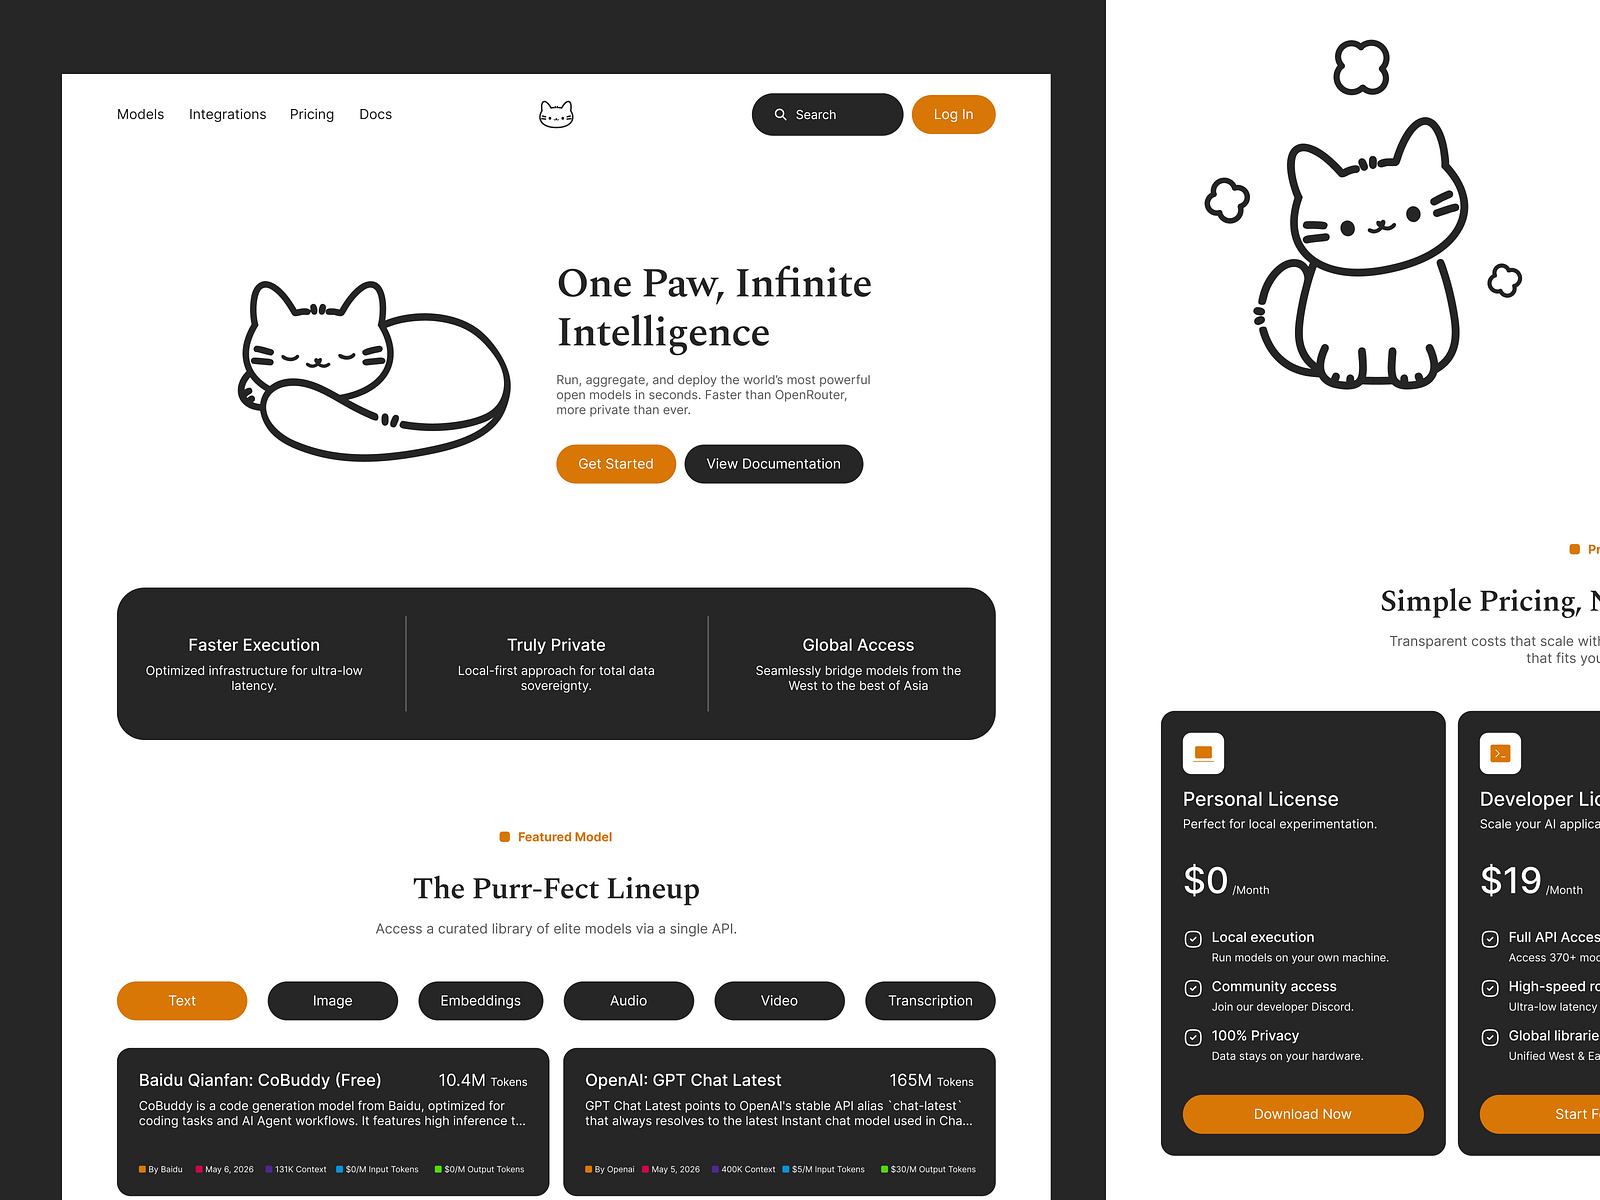 Models Integrations Pricing Docs
Search
Log In
One Paw, Infinite
Intelligence
Run, aggregate, and deploy the world's most powerful
open models in seconds. Faster than OpenRouter,
more private than ever.
Get Started
View Documentation
Faster Execution
Optimized infrastructure for ultra-low
latency.
Truly Private
Local-first approach for total data
sovereignty.
Global Access
Seamlessly bridge models from the
West to the best of Asia
Featured Model
The Purr-Fect Lineup
Access a curated library of elite models via a single API.
Text
Image
Embeddings
Audio
Video
Transcription
Baidu Qianfan: CoBuddy (Free)
10.4M Tokens
CoBuddy is a code generation model from Baidu, optimized for
coding tasks and AI Agent workflows. It features high inference t...
By Baidu May 6, 2026 131K Context $0/M Input Tokens $0/M Output Tokens
OpenAI: GPT Chat Latest
165M Tokens
GPT Chat Latest points to OpenAI's stable API alias `chat-latest`
that always resolves to the latest Instant chat model used in Cha...
By Openai May 5, 2026 400K Context $5/M Input Tokens $30/M Output Tokens
Simple Pricing,
Transparent costs that scale with
that fits
Personal License
Perfect for local experimentation.
$0 /Month
Local execution
Run models on your own machine.
Community access
Join our developer Discord.
100% Privacy
Data stays on your hardware.
Download Now
Developer
Scale your AI
$19 /Month
Full API
Access 370+
High-speed
Ultra-low latency
Global
Unified West &
Start